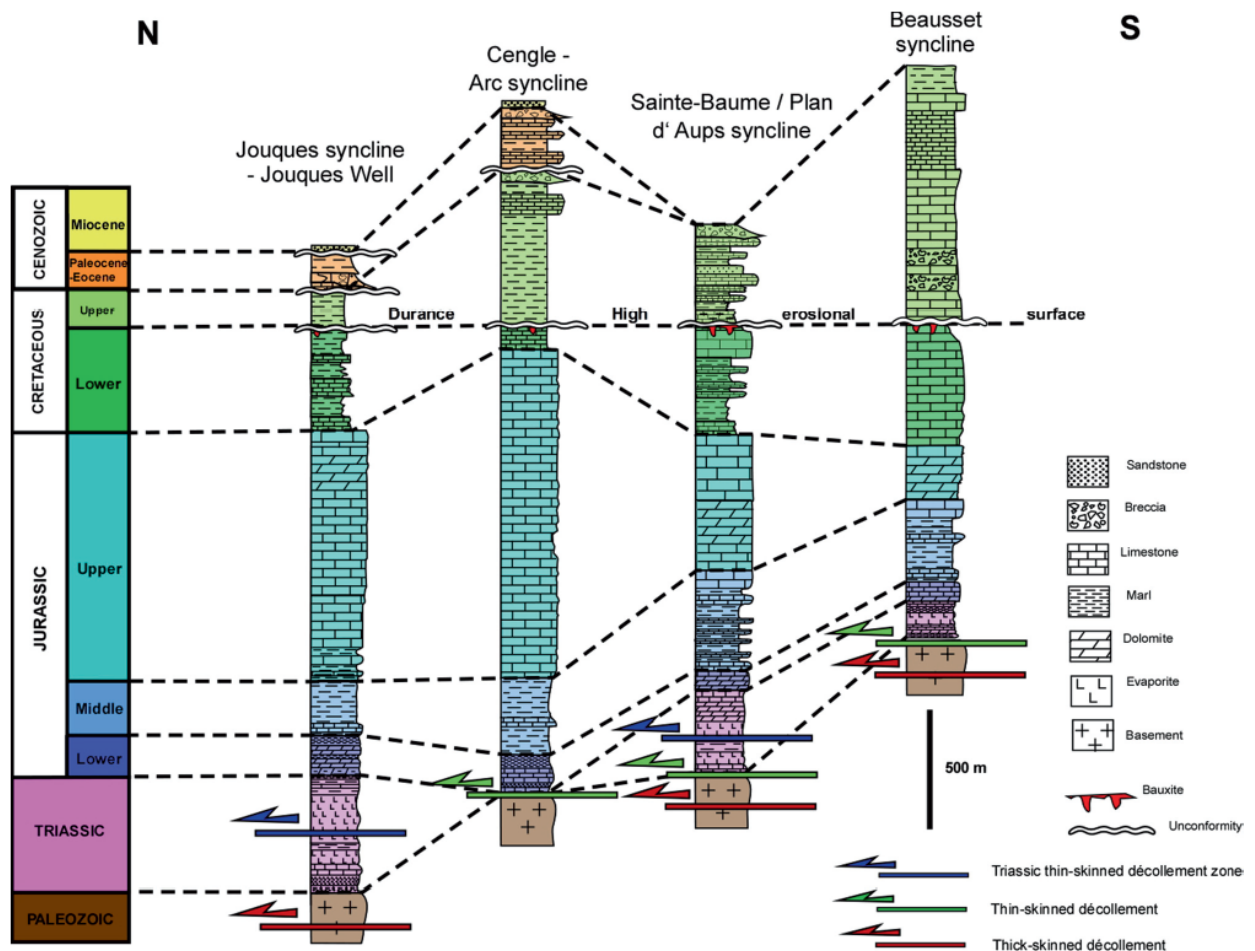 N
S
Beausset
syncline
Cengle -
Arc syncline
Sainte-Baume / Plan
d' Aups syncline
Jouques syncline
- Jouques Well
CENOZOIC
Miocene
Paleocene
-Eocene
CRETACEOUS
Upper
Lower
Durance
High
erosional
surface
JURASSIC
Upper
Middle
Lower
TRIASSIC
PALEOZOIC
Sandstone
Breccia
Limestone
Marl
Dolomite
Evaporite
Basement
500 m
Bauxite
Unconformity
Triassic thin-skinned décollement zone
Thin-skinned décollement
Thick-skinned décollement